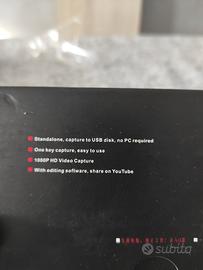 Standalone, capture to USB disk, no PC required
One key capture, easy to use
1080P HD Video Capture
With editing software, share on YouTube
subito